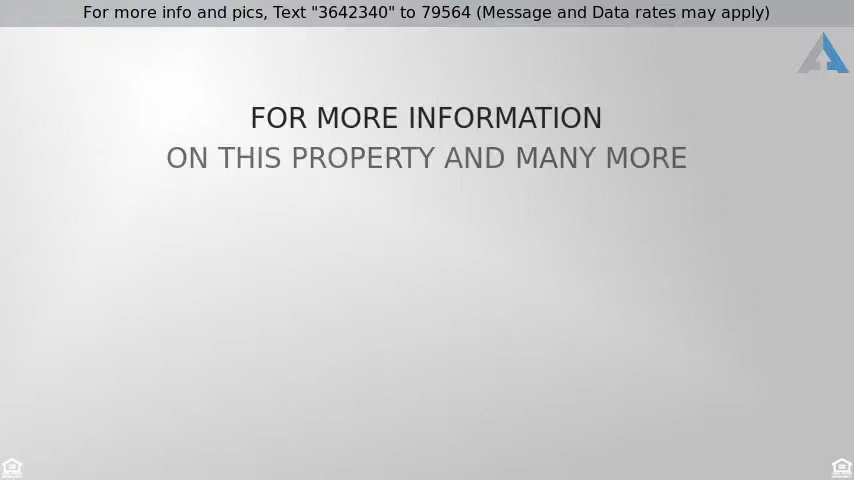 For more info and pics, Text "3642340" to 79564 (Message and Data rates may apply)
FOR MORE INFORMATION
ON THIS PROPERTY AND MANY MORE